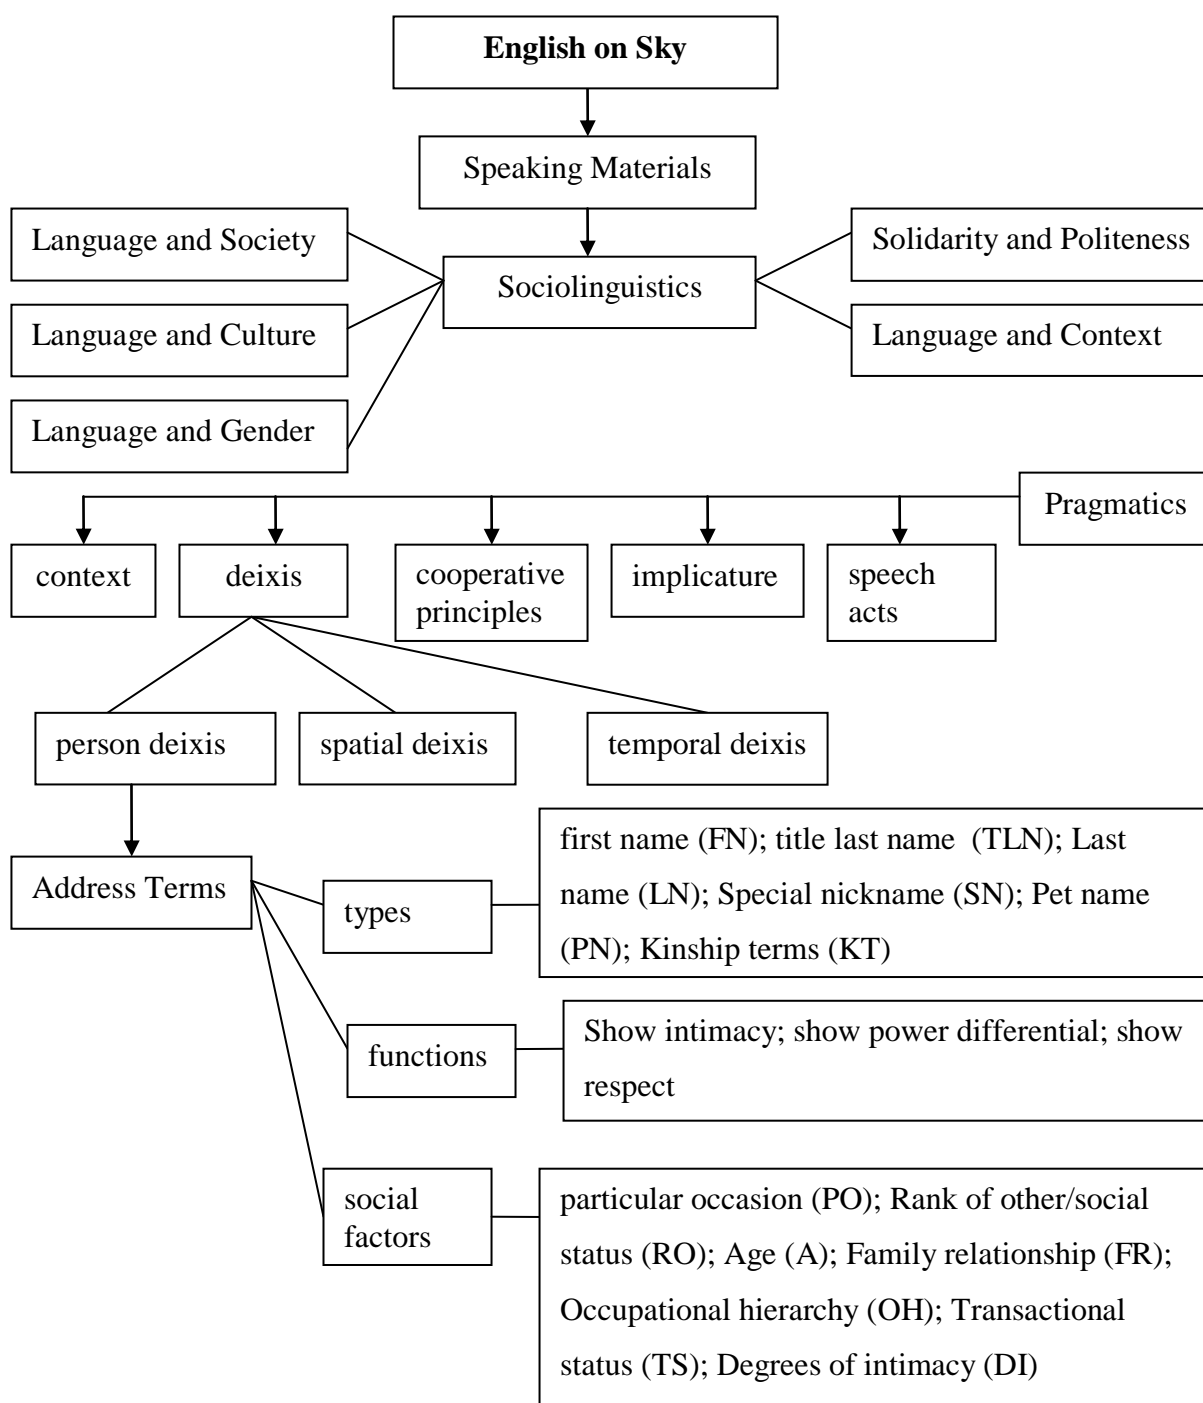 English on Sky
Speaking Materials
Language and Society
Solidarity and Politeness
Sociolinguistics
Language and Culture
Language and Context
Language and Gender
Pragmatics
context
deixis
cooperative
principles
implicature
speech
acts
person deixis
spatial deixis
temporal deixis
Address Terms
types
first name (FN); title last name (TLN); Last
name (LN); Special nickname (SN); Pet name
(PN); Kinship terms (KT)
functions
Show intimacy; show power differential; show
respect
social
factors
particular occasion (PO); Rank of other/social
status (RO); Age (A); Family relationship (FR);
Occupational hierarchy (OH); Transactional
status (TS); Degrees of intimacy (DI)